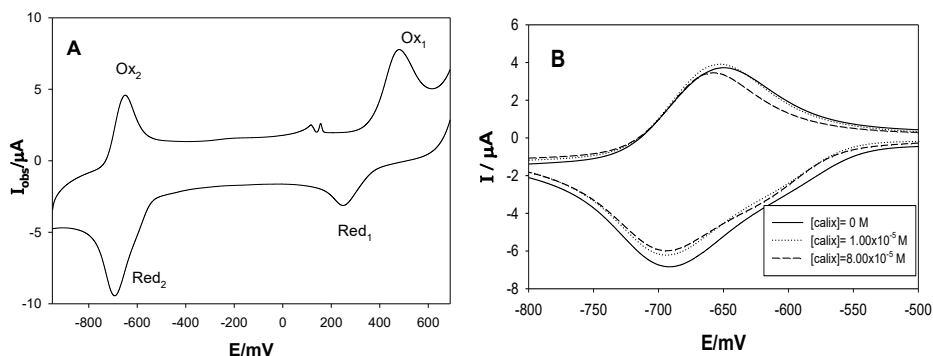 A
Ox2
Ox1
Red1
Red2
I_obs/μA
10
5
0
-5
-10
-800 -600 -400 -200 0 200 400 600
E/mV
B
I / μA
6
4
2
0
-2
-4
-6
-8
[calix]= 0 M
[calix]= 1.00x10^-5 M
[calix]=8.00x10^-5 M
-800 -750 -700 -650 -600 -550 -500
E/mV